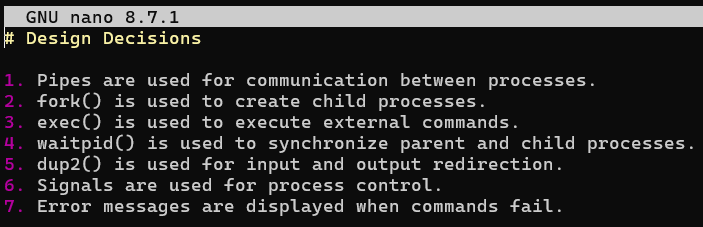 GNU nano 8.7.1
# Design Decisions
1. Pipes are used for communication between processes.
2. fork() is used to create child processes.
3. exec() is used to execute external commands.
4. waitpid() is used to synchronize parent and child processes.
5. dup2() is used for input and output redirection.
6. Signals are used for process control.
7. Error messages are displayed when commands fail.